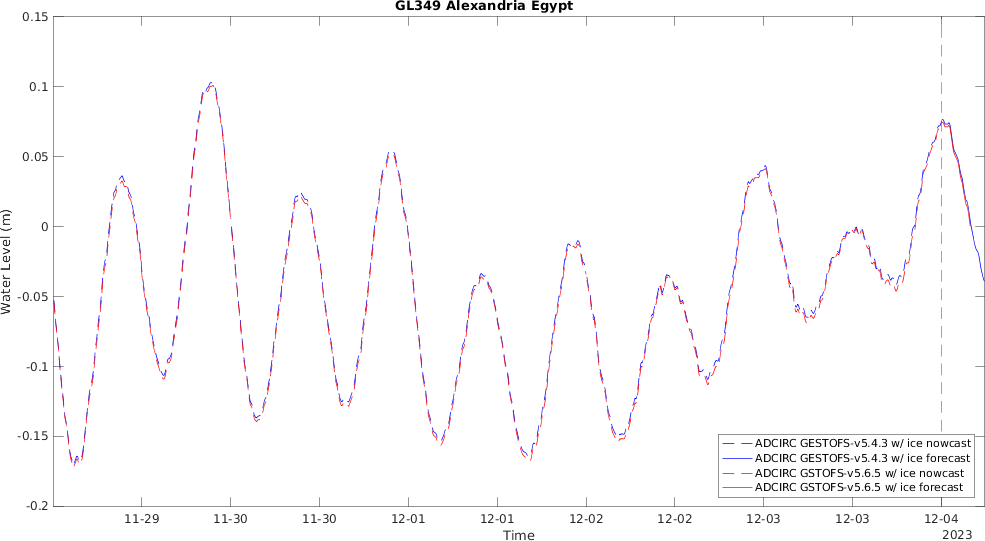 GL349 Alexandria Egypt
0.15
0.1
0.05
0
-0.05
-0.1
-0.15
-0.2
Water Level (m)
ADCIRC GESTOFS-v5.4.3 w/ ice nowcast
ADCIRC GESTOFS-v5.4.3 w/ ice forecast
ADCIRC GSTOFS-v5.6.5 w/ ice nowcast
ADCIRC GSTOFS-v5.6.5 w/ ice forecast
11-29 11-30 11-30 12-01 12-01 12-02 12-02 12-03 12-03 12-04
Time 2023